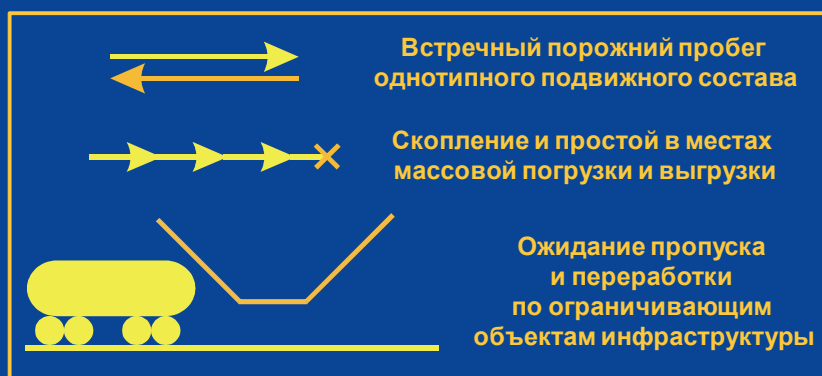 Встречный порожний пробег
однотипного подвижного состава
Скопление и простой в местах
массовой погрузки и выгрузки
Ожидание пропуска
и переработки
по ограничивающим
объектам инфраструктуры